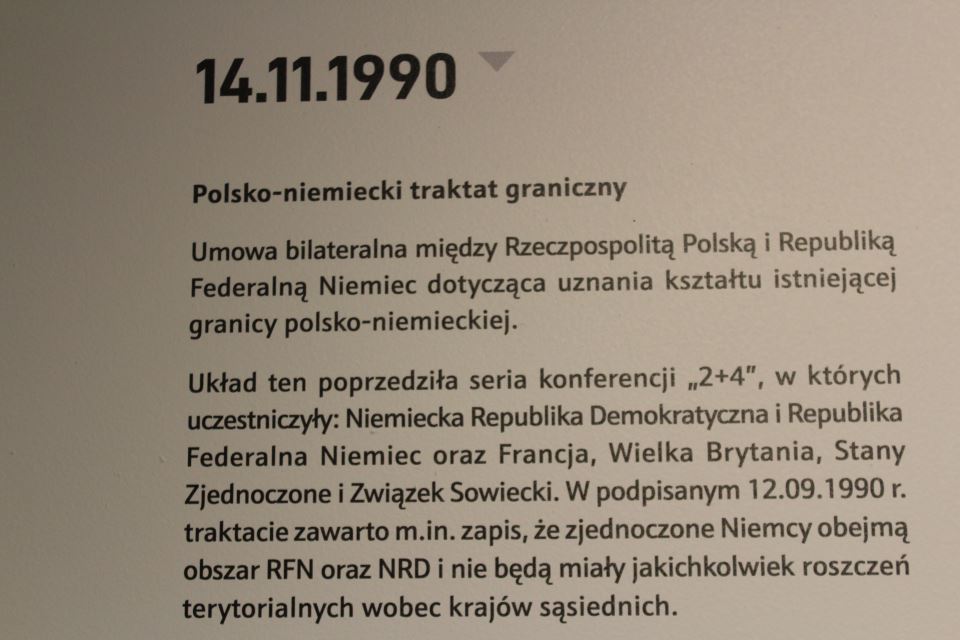 14.11.1990
Polsko-niemiecki traktat graniczny
Umowa bilateralna między Rzeczpospolitą Polską i Republiką
Federalną Niemiec dotycząca uznania kształtu istniejącej
granicy polsko-niemieckiej.
Układ ten poprzedziła seria konferencji „2+4”, w których
uczestniczyły: Niemiecka Republika Demokratyczna i Republika
Federalna Niemiec oraz Francja, Wielka Brytania, Stany
Zjednoczone i Związek Sowiecki. W podpisanym 12.09.1990 r.
traktacie zawarto m.in. zapis, że zjednoczone Niemcy obejmą
obszar RFN oraz NRD i nie będą miały jakichkolwiek roszczeń
terytorialnych wobec krajów sąsiednich.